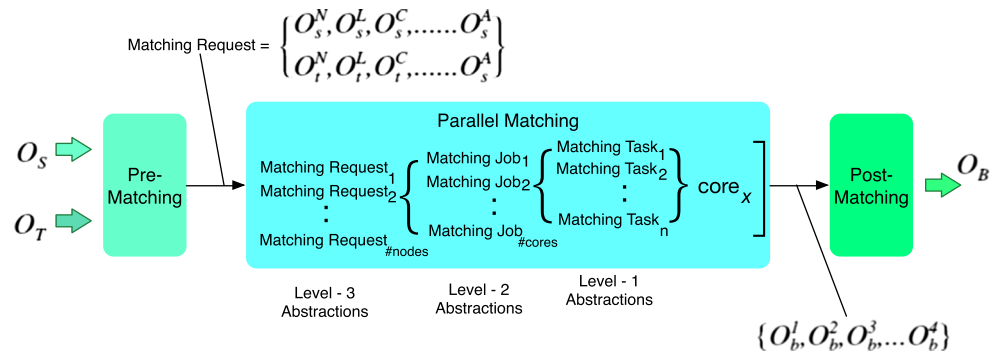 Matching Request = { O_s^N, O_s^L, O_s^C, ...... O_s^A
O_t^N, O_t^L, O_t^C, ...... O_s^A }
O_S
O_T
Pre-
Matching
Parallel Matching
Matching Request_1
Matching Request_2
⋮
Matching Request_#nodes
Matching Job_1
Matching Job_2
⋮
Matching Job_#cores
Matching Task_1
Matching Task_2
⋮
Matching Task_n
core_x
Level - 3
Abstractions
Level - 2
Abstractions
Level - 1
Abstractions
Post-
Matching
O_B
{O_b^1, O_b^2, O_b^3, ... O_b^4}